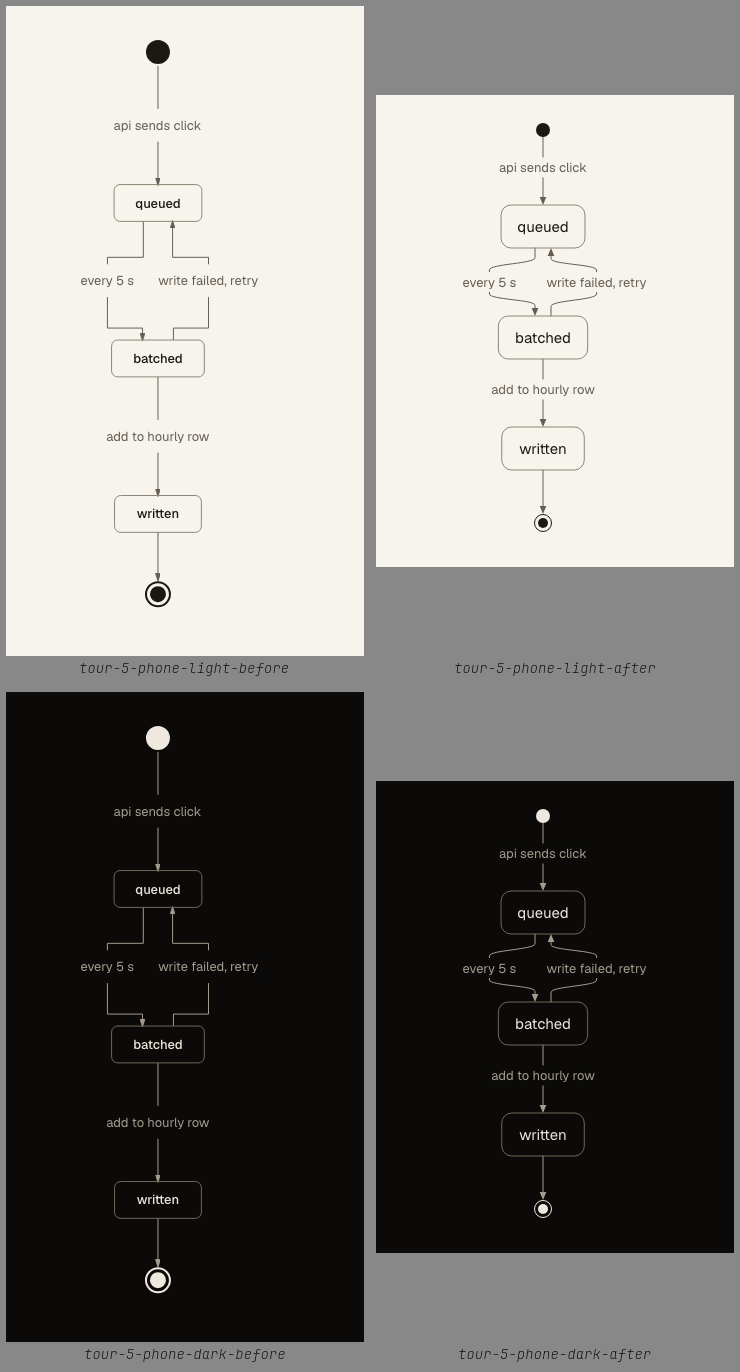 api sends click
queued
every 5 s
write failed, retry
batched
add to hourly row
written
tour-5-phone-light-before
api sends click
queued
every 5 s
write failed, retry
batched
add to hourly row
written
tour-5-phone-light-after
api sends click
queued
every 5 s
write failed, retry
batched
add to hourly row
written
tour-5-phone-dark-before
api sends click
queued
every 5 s
write failed, retry
batched
add to hourly row
written
tour-5-phone-dark-after